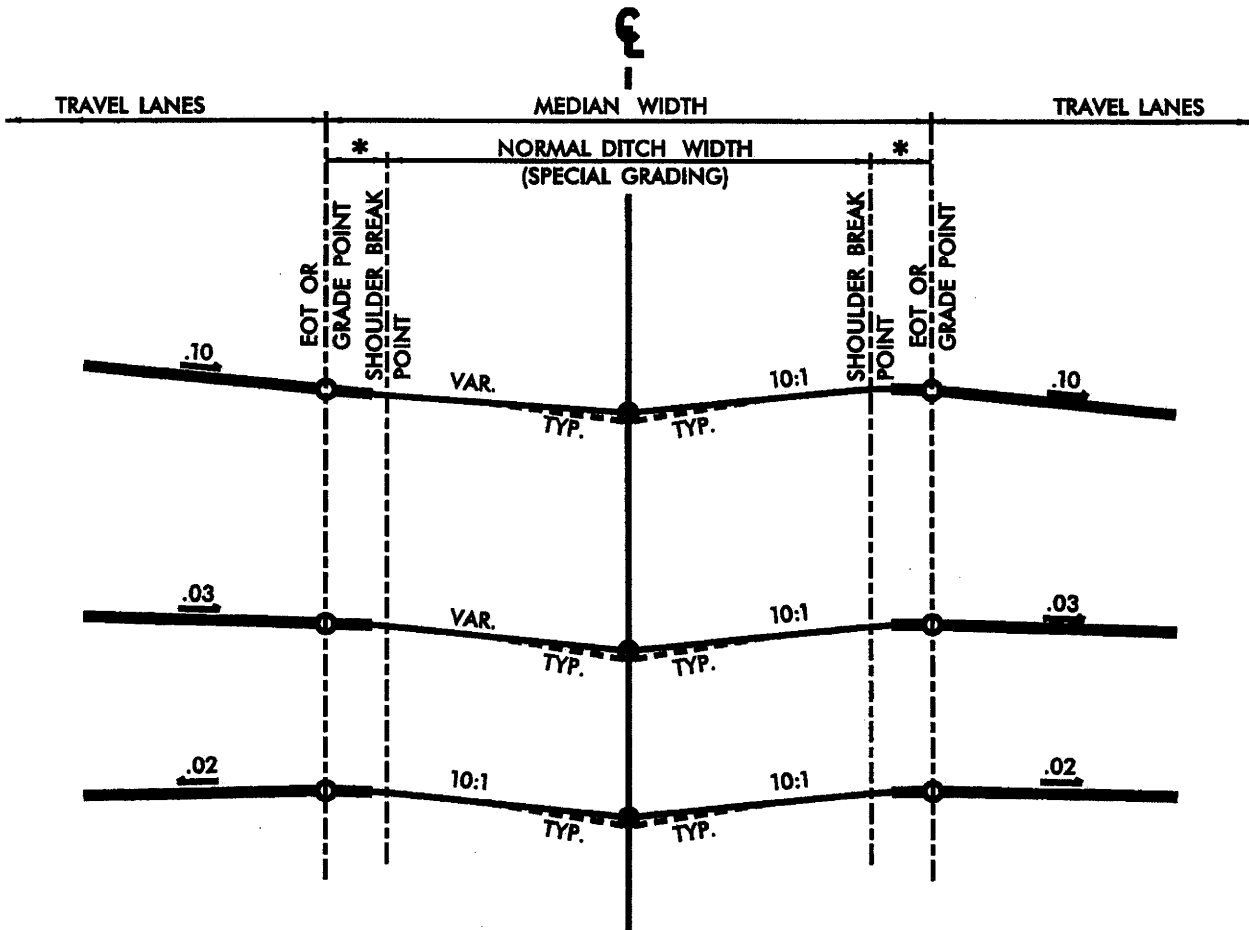 CL
TRAVEL LANES
MEDIAN WIDTH
TRAVEL LANES
*
NORMAL DITCH WIDTH
(SPECIAL GRADING)
*
EOT OR
GRADE POINT
SHOULDER BREAK
POINT
SHOULDER BREAK
POINT
EOT OR
GRADE POINT
.10
VAR.
10:1
.10
TYP.
TYP.
.03
VAR.
10:1
.03
TYP.
TYP.
.02
10:1
10:1
.02
TYP.
TYP.